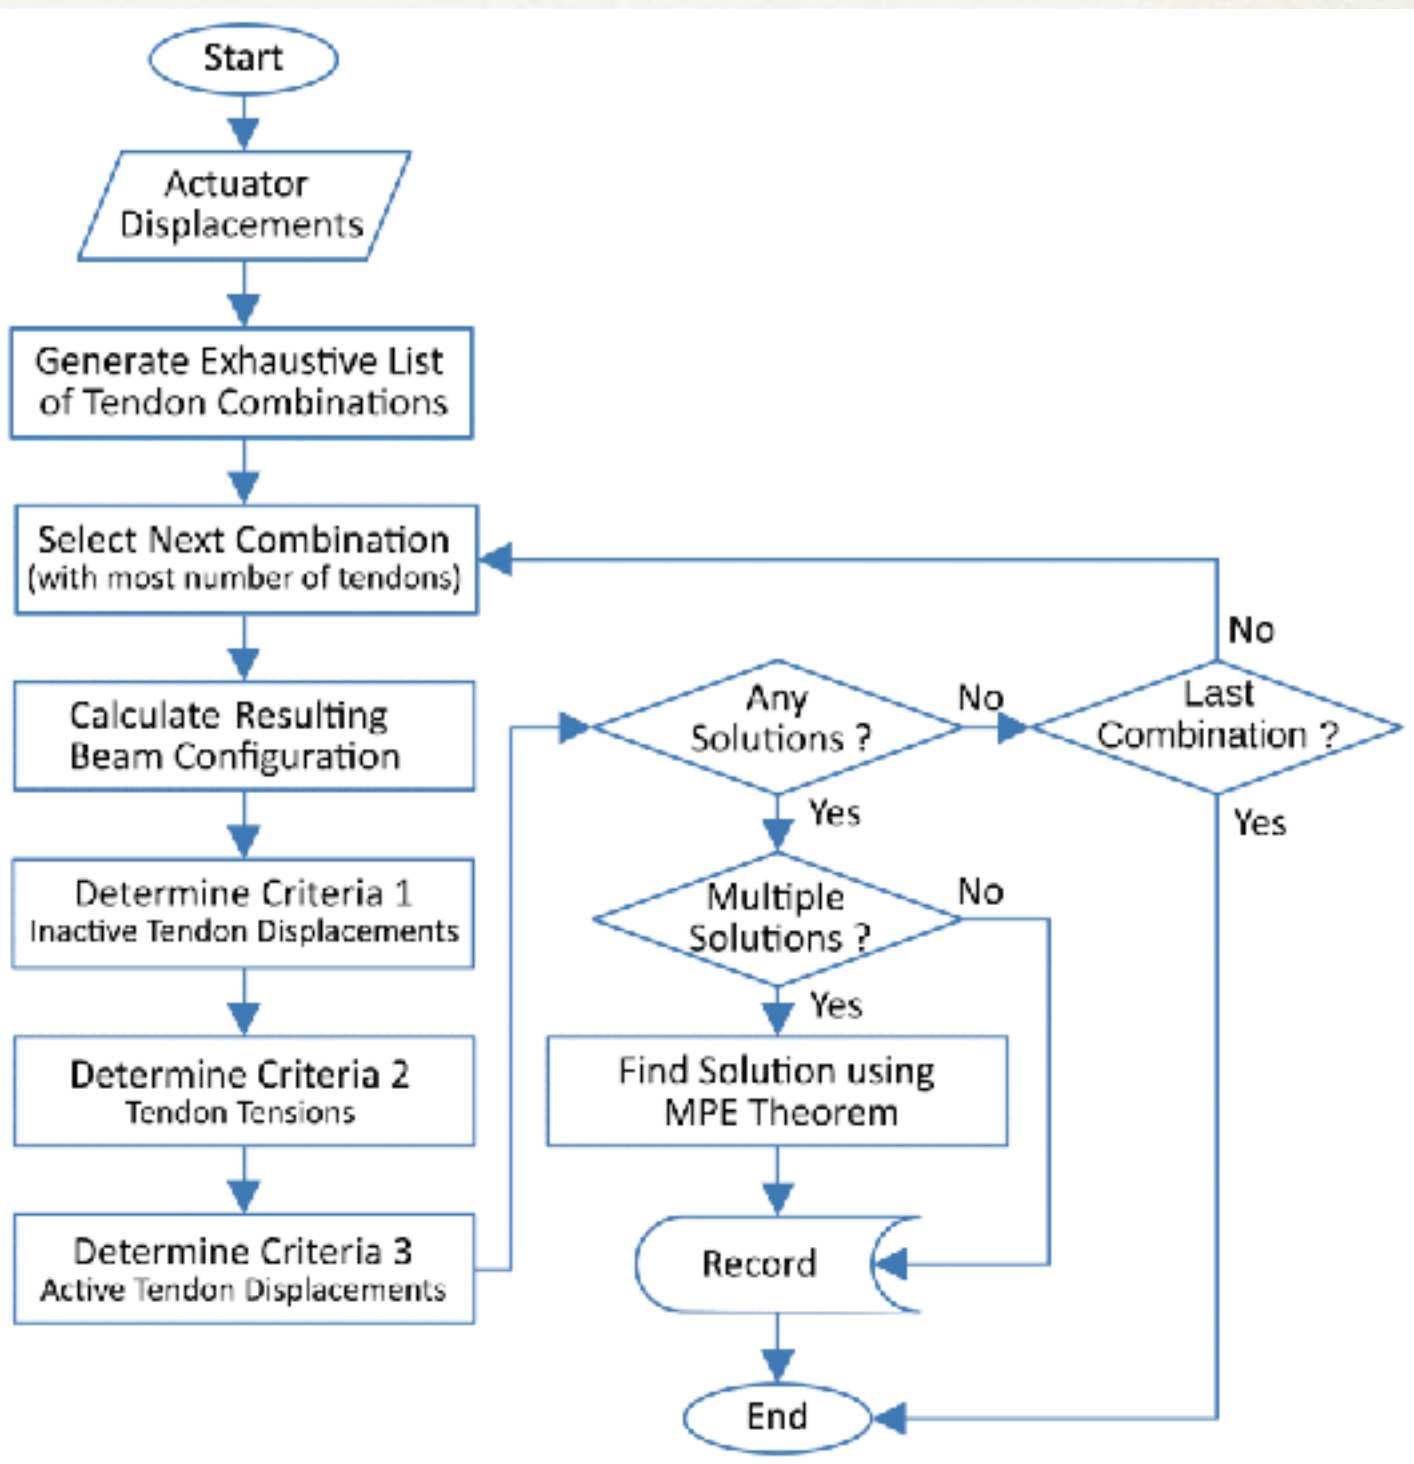 Start
Actuator
Displacements
Generate Exhaustive List
of Tendon Combinations
Select Next Combination
(with most number of tendons)
Calculate Resulting
Beam Configuration
Determine Criteria 1
Inactive Tendon Displacements
Determine Criteria 2
Tendon Tensions
Determine Criteria 3
Active Tendon Displacements
Any
Solutions ?
No
Last
Combination ?
No
Yes
Yes
Multiple
Solutions ?
No
Yes
Find Solution using
MPE Theorem
Record
End